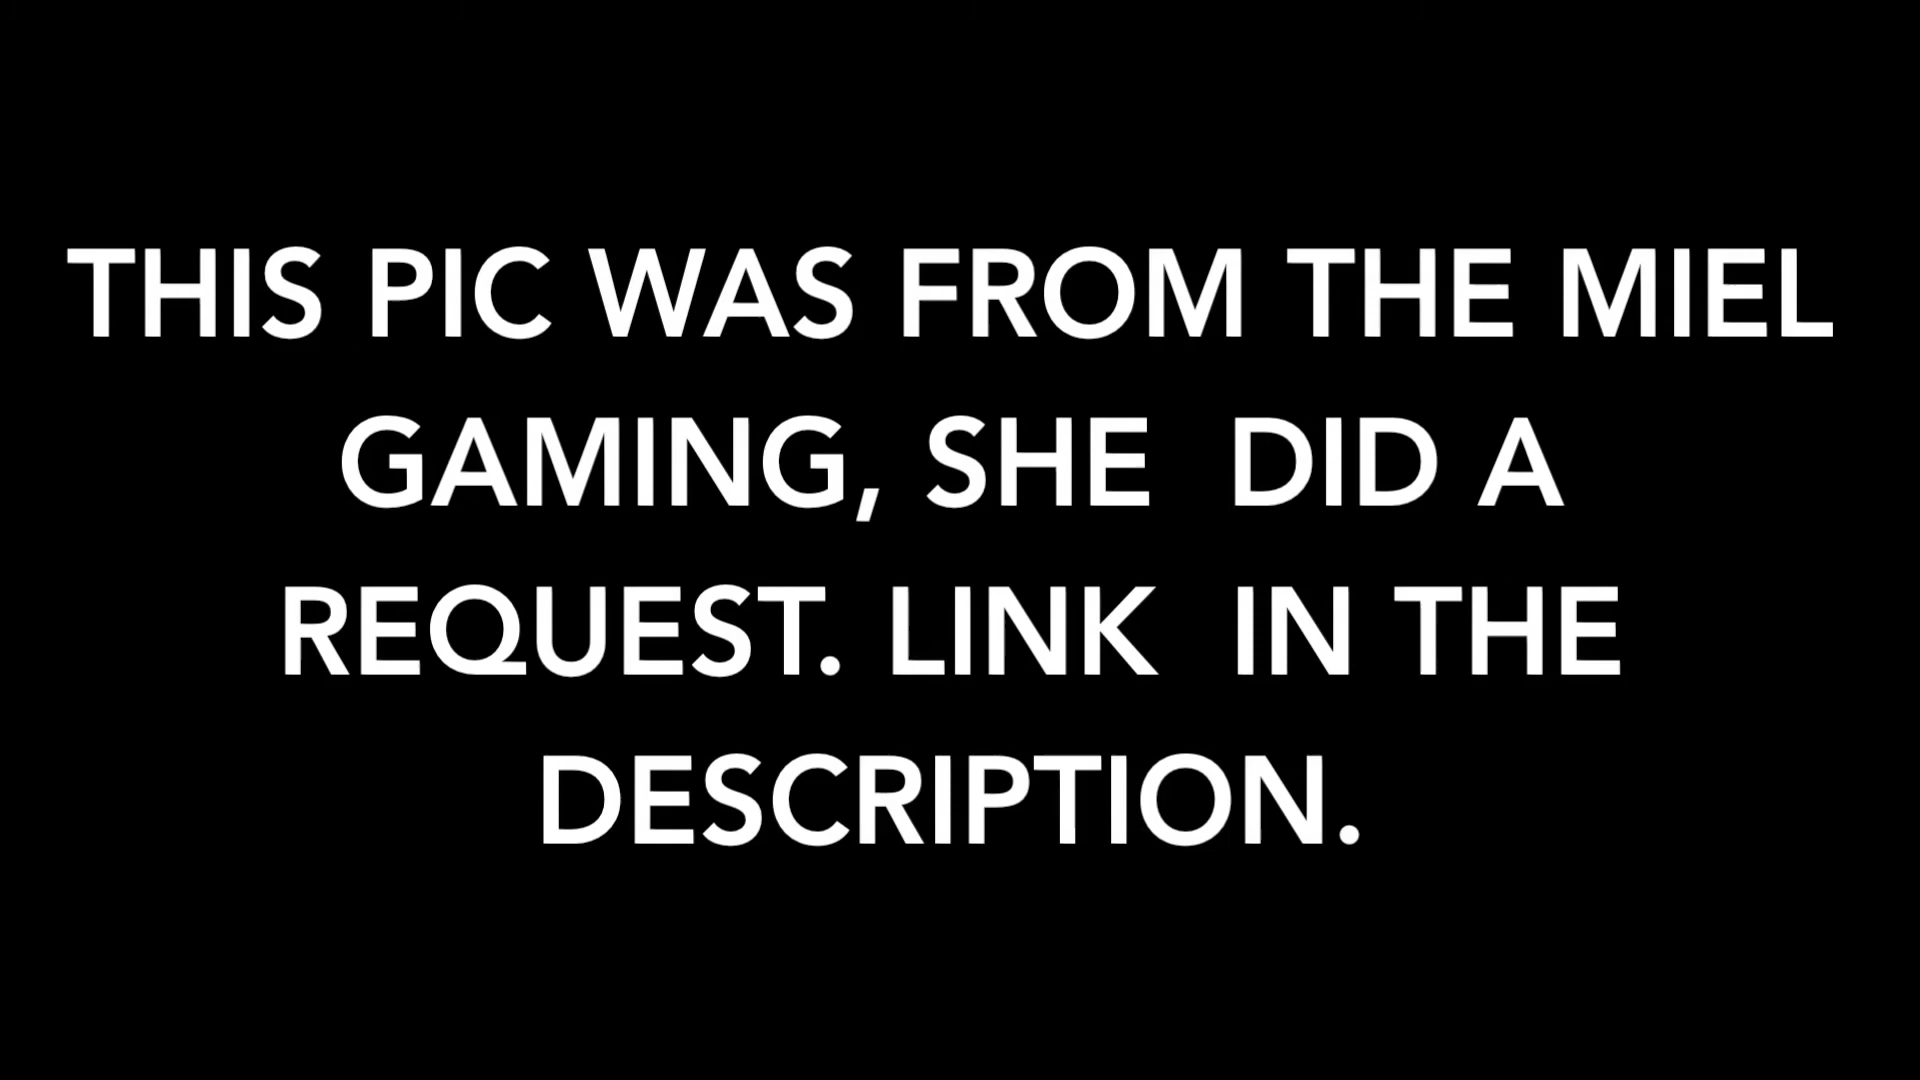 THIS PIC WAS FROM THE MIEL
GAMING, SHE  DID A
REQUEST. LINK  IN THE
DESCRIPTION.